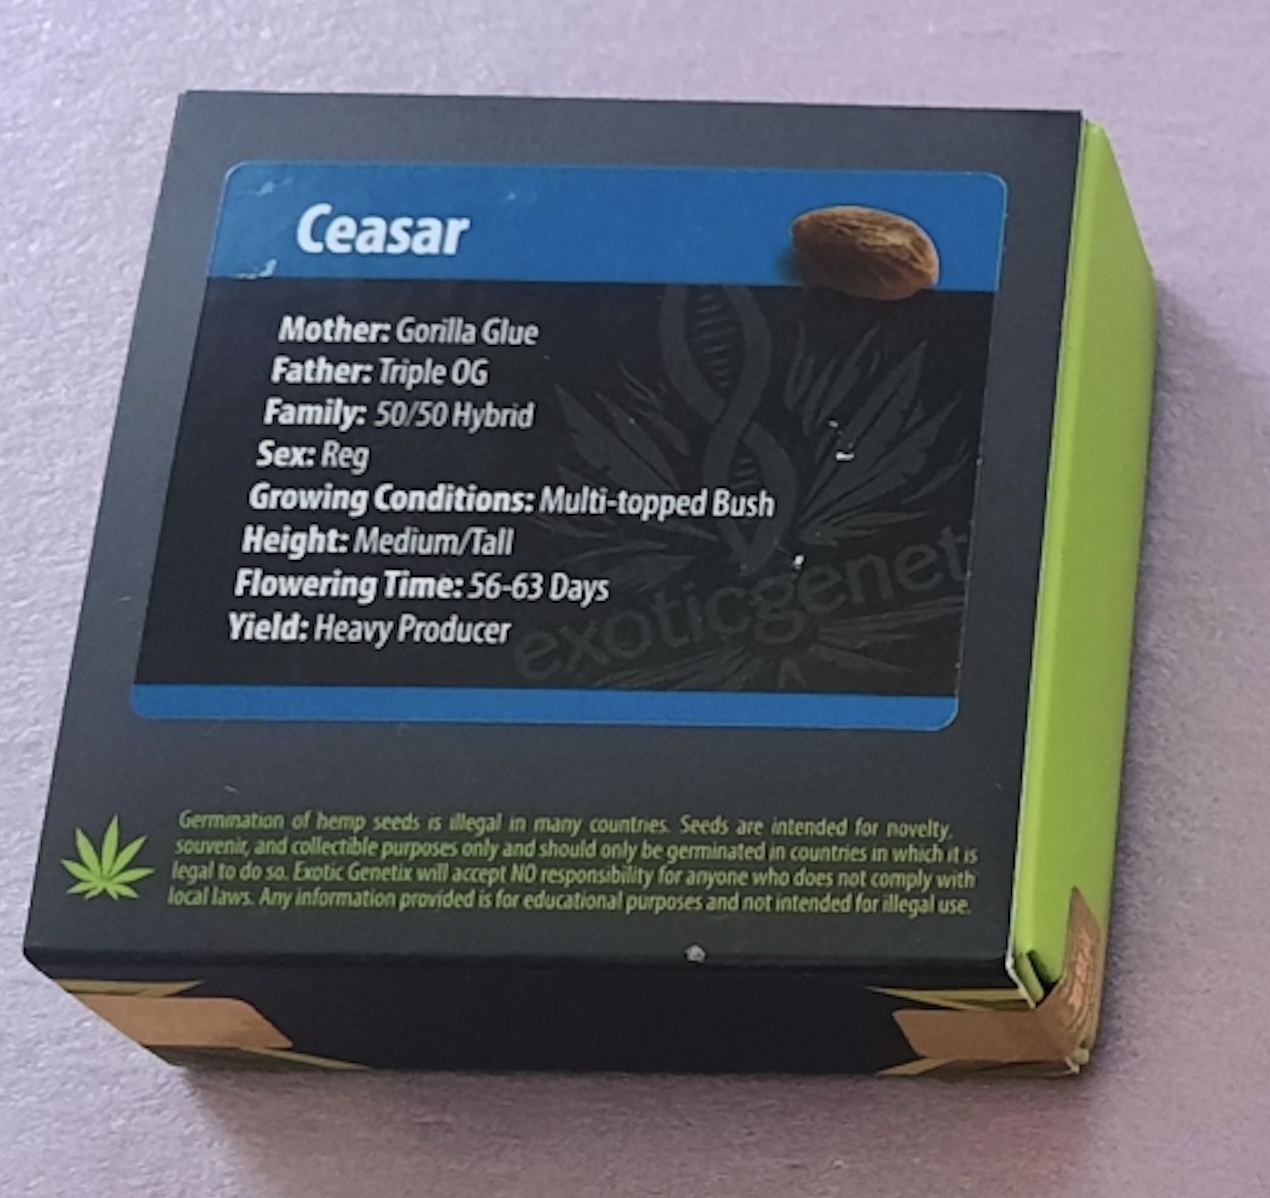 Ceasar
Mother: Gorilla Glue
Father: Triple OG
Family: 50/50 Hybrid
Sex: Reg
Growing Conditions: Multi-topped Bush
Height: Medium/Tall
Flowering Time: 56-63 Days
Yield: Heavy Producer
exoticgenet
Germination of hemp seeds is illegal in many countries. Seeds are intended for novelty,
souvenir, and collectible purposes only and should only be germinated in countries in which it is
legal to do so. Exotic Genetix will accept NO responsibility for anyone who does not comply with
local laws. Any information provided is for educational purposes and not intended for illegal use.